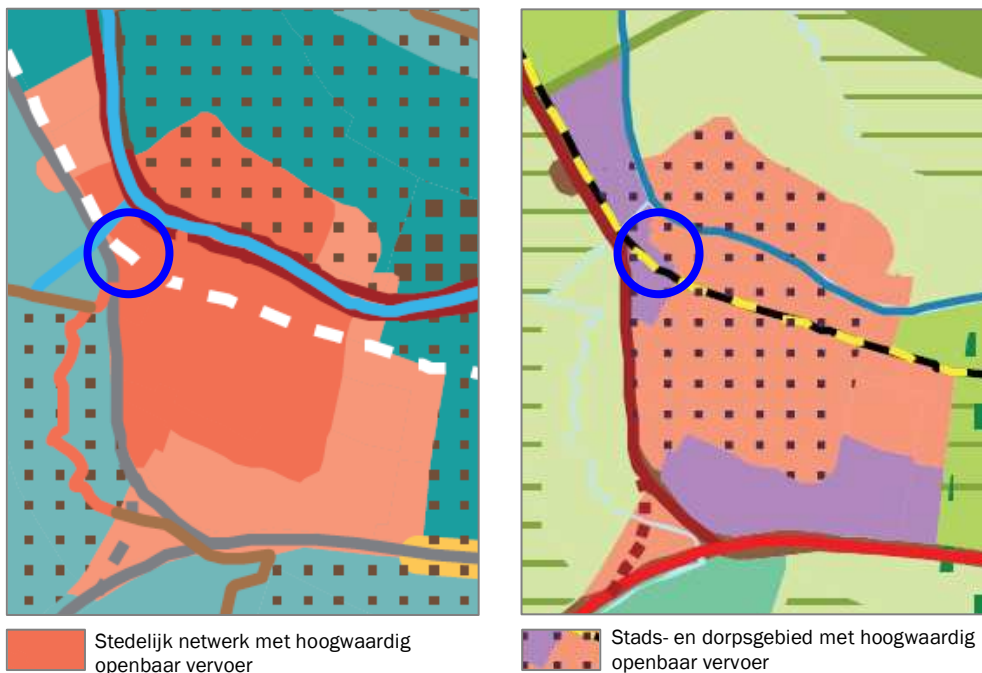 Stedelijk netwerk met hoogwaardig
openbaar vervoer
Stads- en dorpsgebied met hoogwaardig
openbaar vervoer